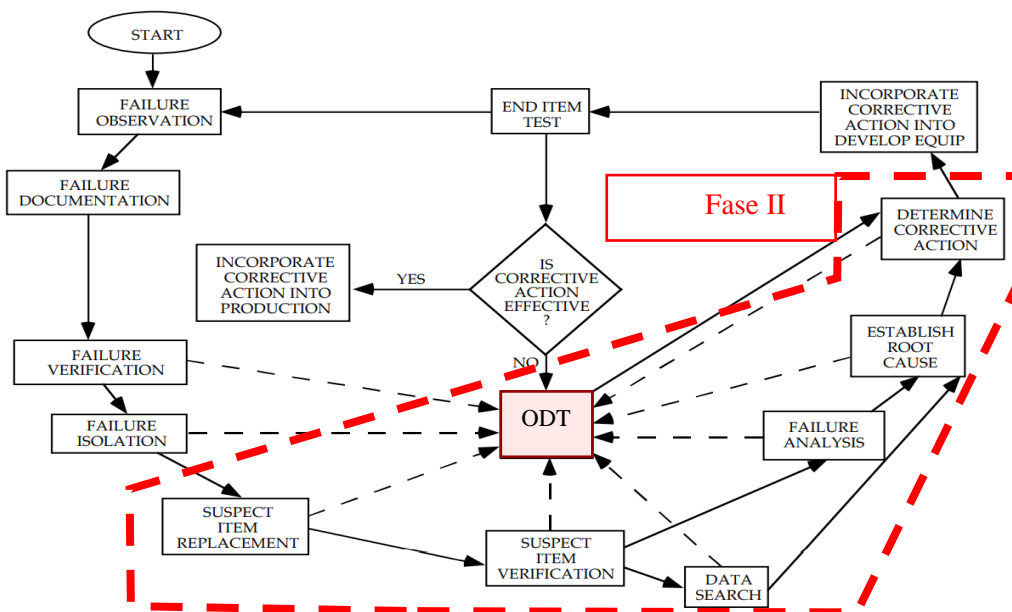 START
FAILURE
OBSERVATION
END ITEM
TEST
INCORPORATE
CORRECTIVE
ACTION INTO
DEVELOP EQUIP
FAILURE
DOCUMENTATION
Fase II
DETERMINE
CORRECTIVE
ACTION
INCORPORATE
CORRECTIVE
ACTION INTO
PRODUCTION
YES
IS
CORRECTIVE
ACTION
EFFECTIVE
?
NO
ESTABLISH
ROOT
CAUSE
FAILURE
VERIFICATION
ODT
FAILURE
ISOLATION
FAILURE
ANALYSIS
SUSPECT
ITEM
REPLACEMENT
SUSPECT
ITEM
VERIFICATION
DATA
SEARCH